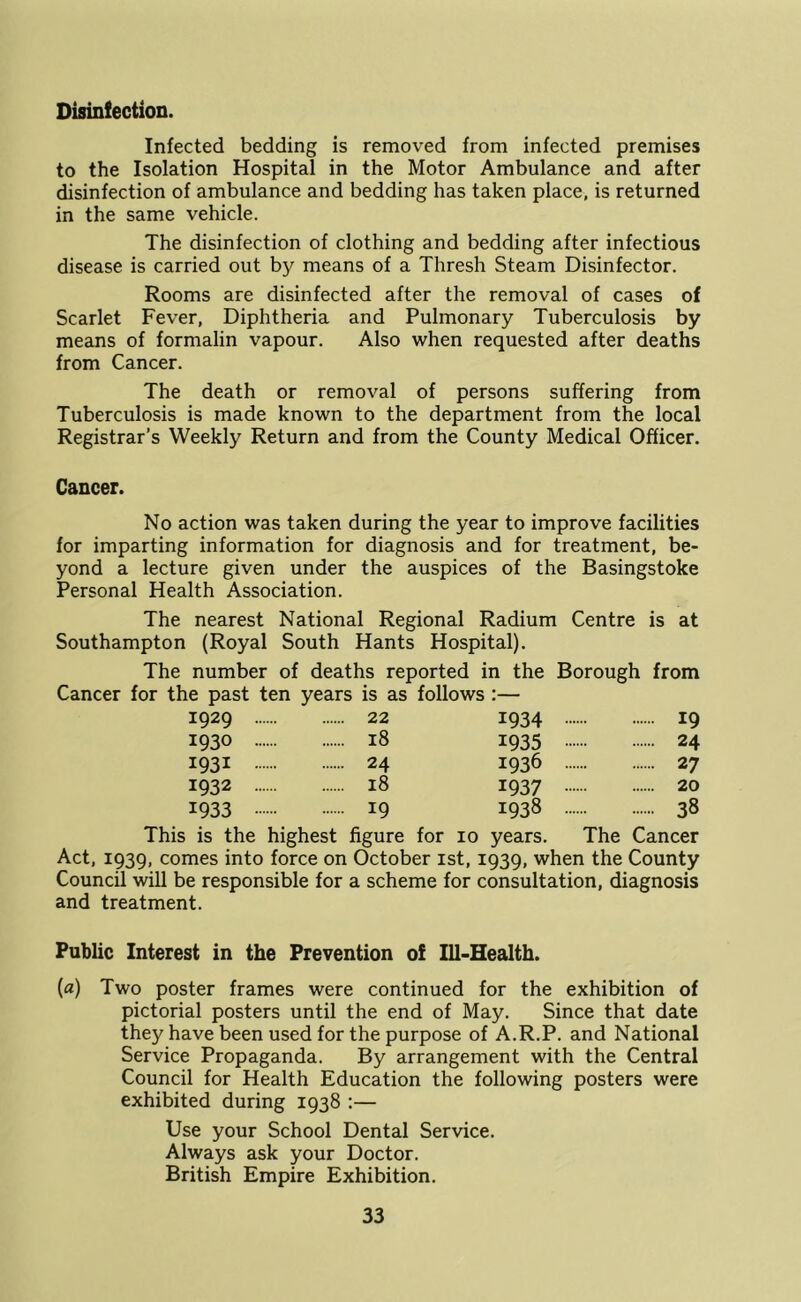 Disinfection.
Infected bedding is removed from infected premises
to the Isolation Hospital in the Motor Ambulance and after
disinfection of ambulance and bedding has taken place, is returned
in the same vehicle.
The disinfection of clothing and bedding after infectious
disease is carried out by means of a Thresh Steam Disinfector.
Rooms are disinfected after the removal of cases of
Scarlet Fever, Diphtheria and Pulmonary Tuberculosis by
means of formalin vapour. Also when requested after deaths
from Cancer.
The death or removal of persons suffering from
Tuberculosis is made known to the department from the local
Registrar's Weekly Return and from the County Medical Officer.
Cancer.
No action was taken during the year to improve facilities
for imparting information for diagnosis and for treatment, be-
yond a lecture given under the auspices of the Basingstoke
Personal Health Association.
The nearest National Regional Radium Centre is at
Southampton (Royal South Hants Hospital).
The number of deaths reported in the Borough from
Cancer for the past ten years is as follows :—
1929 ...... ...... 22 1934 ...... ...... 19
1930 ...... ...... 18 1935 ...... ...... 24
1931 ...... ...... 24 1936 ...... ...... 27
1932 ...... ...... 18 1937 ...... ...... 20
1933 ...... ...... 19 1938 ...... ...... 38
This is the highest figure for 10 years. The Cancer
Act, 1939, comes into force on October 1st, 1939, when the County
Council will be responsible for a scheme for consultation, diagnosis
and treatment.
Public Interest in the Prevention of Ill-Health.
(a) Two poster frames were continued for the exhibition of
pictorial posters until the end of May. Since that date
they have been used for the purpose of A.R.P. and National
Service Propaganda. By arrangement with the Central
Council for Health Education the following posters were
exhibited during 1938 :—
Use your School Dental Service.
Always ask your Doctor.
British Empire Exhibition.
33